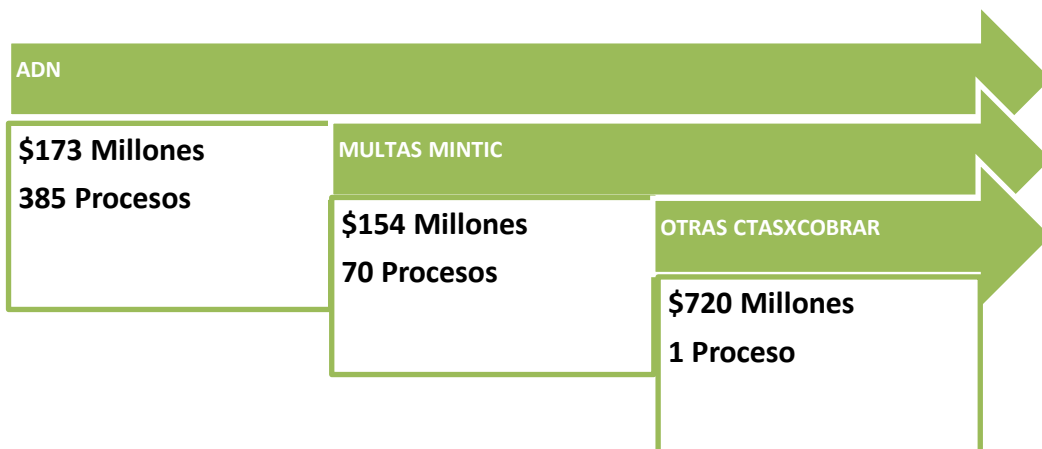 ADN
$173 Millones
385 Procesos
MULTAS MINTIC
$154 Millones
70 Procesos
OTRAS CTASXCOBRAR
$720 Millones
1 Proceso